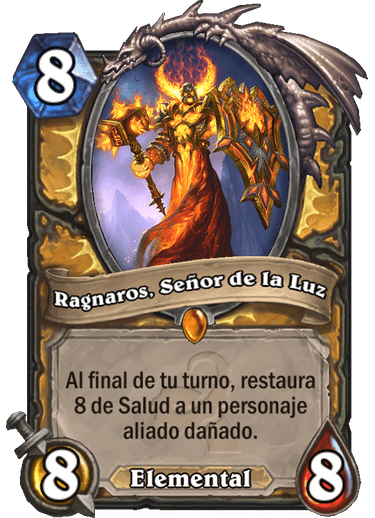 8
Ragnaros, Señor de la Luz
Al final de tu turno, restaura
8 de Salud a un personaje
aliado dañado.
8
Elemental
8